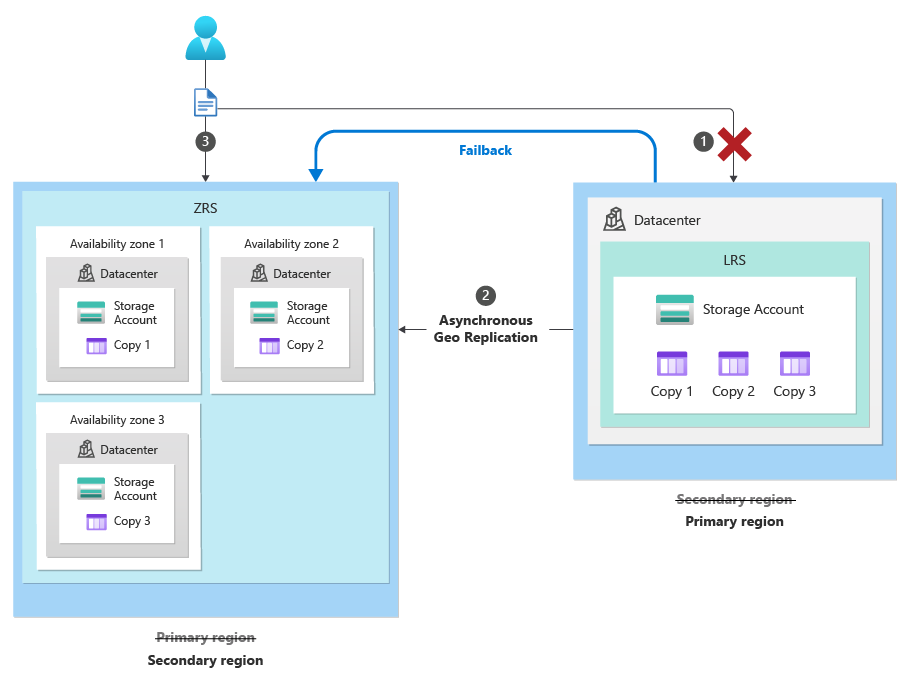 1
3
Failback
ZRS
Availability zone 1
Datacenter
Storage
Account
Copy 1
Availability zone 2
Datacenter
Storage
Account
Copy 2
Availability zone 3
Datacenter
Storage
Account
Copy 3
2
Asynchronous
Geo Replication
Datacenter
LRS
Storage Account
Copy 1 Copy 2 Copy 3
Secondary region
Primary region
Primary region
Secondary region